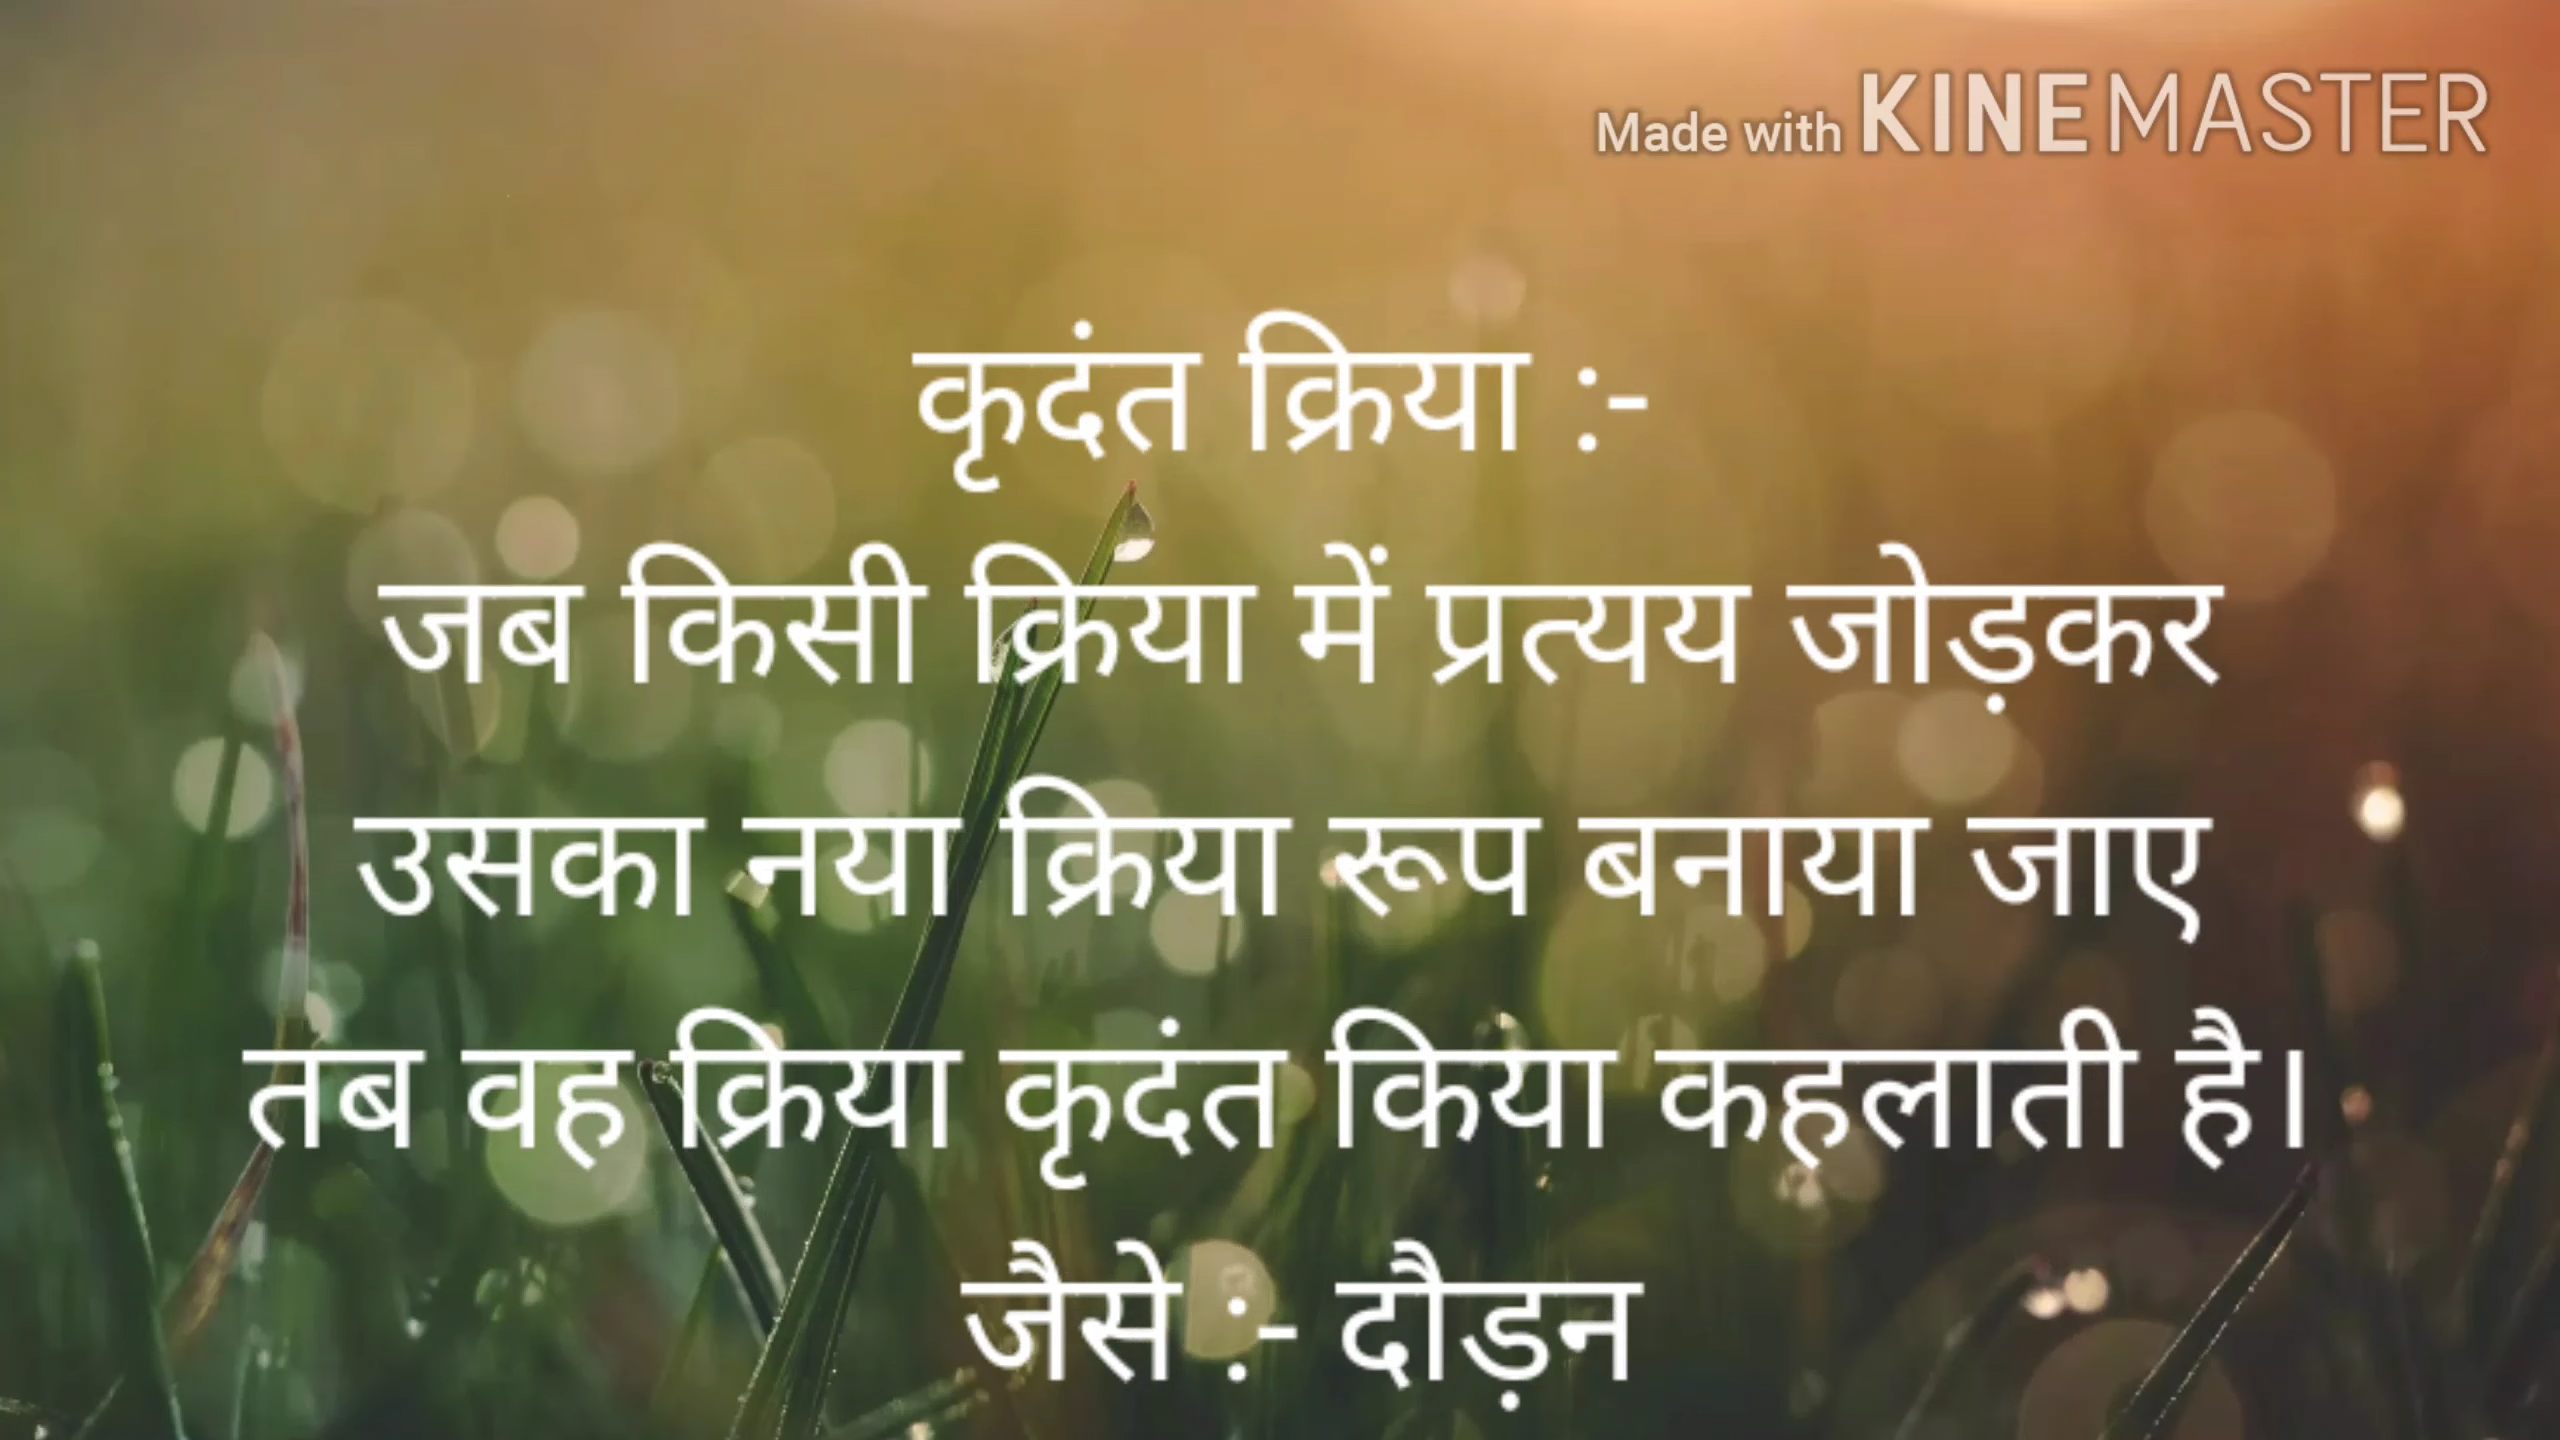 Made with KINEMASTER
कृदंत क्रिया :-
जब किसी क्रिया में प्रत्यय जोड़कर
उसका नया क्रिया रूप बनाया जाए
तब वह क्रिया कृदंत किया कहलाती है।
जैसे :- दौड़न